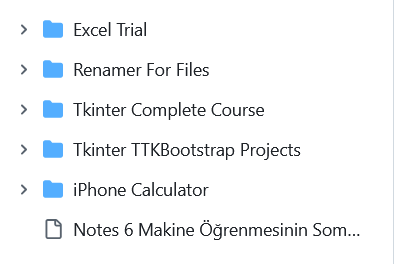 Excel Trial
Renamer For Files
Tkinter Complete Course
Tkinter TTKBootstrap Projects
iPhone Calculator
Notes 6 Makine Öğrenmesinin Som...